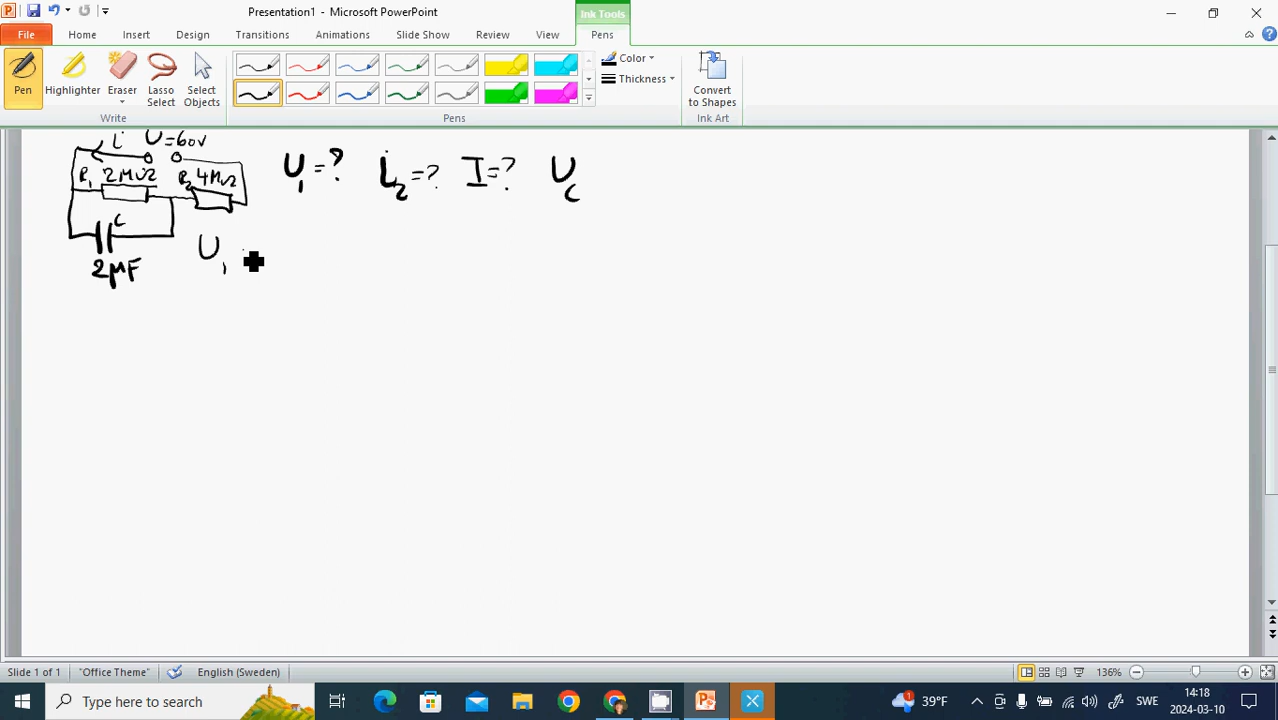 Presentation1 - Microsoft PowerPoint
Ink Tools
File Home Insert Design Transitions Animations Slide Show Review View Pens
Pen Highlighter Eraser Lasso Select Select Objects
Color
Thickness
Convert to Shapes
Write Pens Ink Art
i U=60V
R1 2MΩ R2 4MΩ
U1=? i2=? I=? Uc
C
U1
2μF
Slide 1 of 1 "Office Theme" English (Sweden) 136%
Type here to search
1 39°F SWE 14:18
2024-03-10